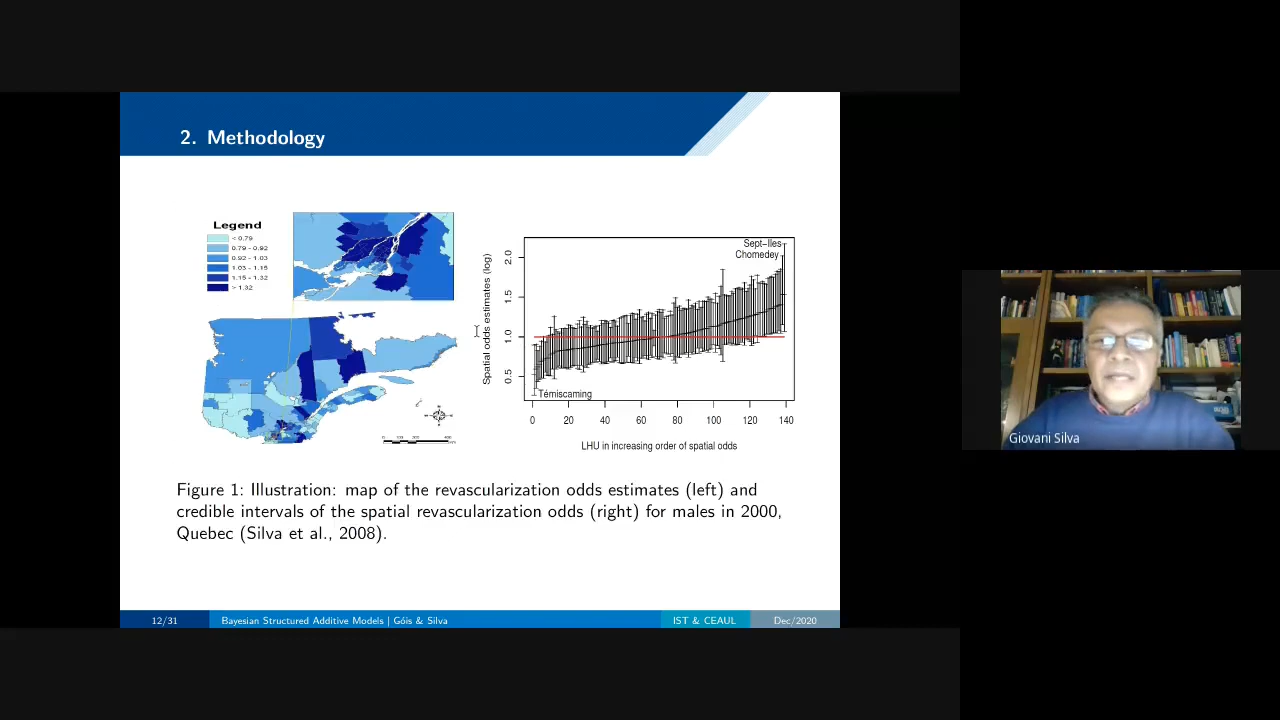 2. Methodology
Legend
< 0.79
0.79 - 0.92
0.92 - 1.03
1.03 - 1.15
1.15 - 1.32
> 1.32
Spatial odds estimates (log)
2.0
1.5
1.0
0.5
Sept-Iles
Chomedey
Témiscaming
0 20 40 60 80 100 120 140
LHU in increasing order of spatial odds
Figure 1: Illustration: map of the revascularization odds estimates (left) and
credible intervals of the spatial revascularization odds (right) for males in 2000,
Quebec (Silva et al., 2008).
12/31
Bayesian Structured Additive Models | Góis & Silva
IST & CEAUL
Dec/2020
Giovani Silva